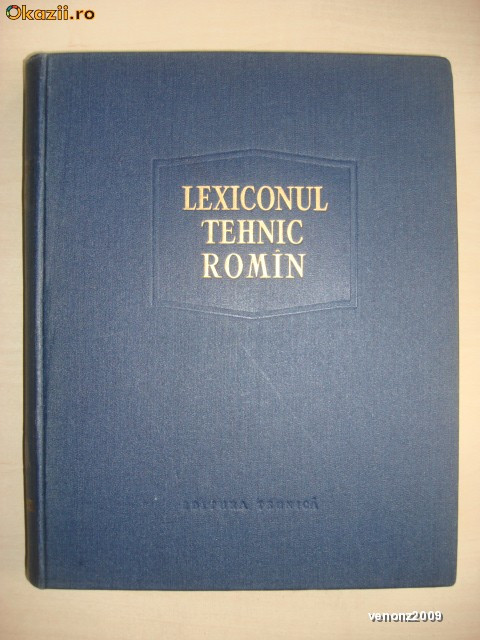 Okazii.ro
LEXICONUL
TEHNIC
ROMÎN
EDITURA TEHNICĂ
venonz2009